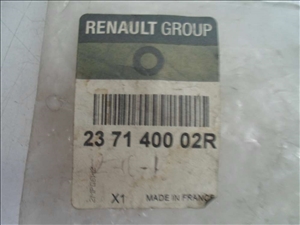 RENAULT GROUP
23 71 400 02R
X1 MADE IN FRANCE